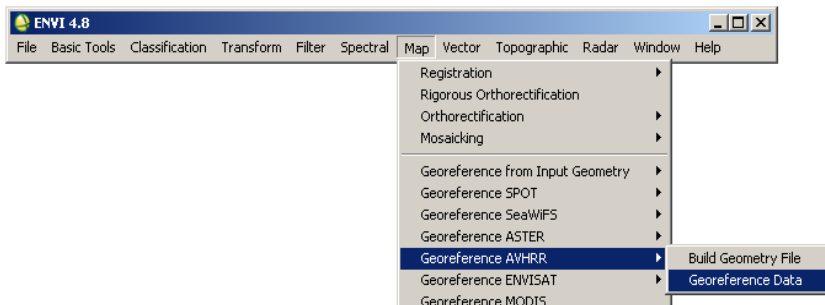 ENVI 4.8
File Basic Tools Classification Transform Filter Spectral Map Vector Topographic Radar Window Help
Registration
Rigorous Orthorectification
Orthorectification
Mosaicking
Georeference from Input Geometry
Georeference SPOT
Georeference SeaWiFS
Georeference ASTER
Georeference AVHRR Build Geometry File
Georeference ENVISAT Georeference Data
Georeference MODIS